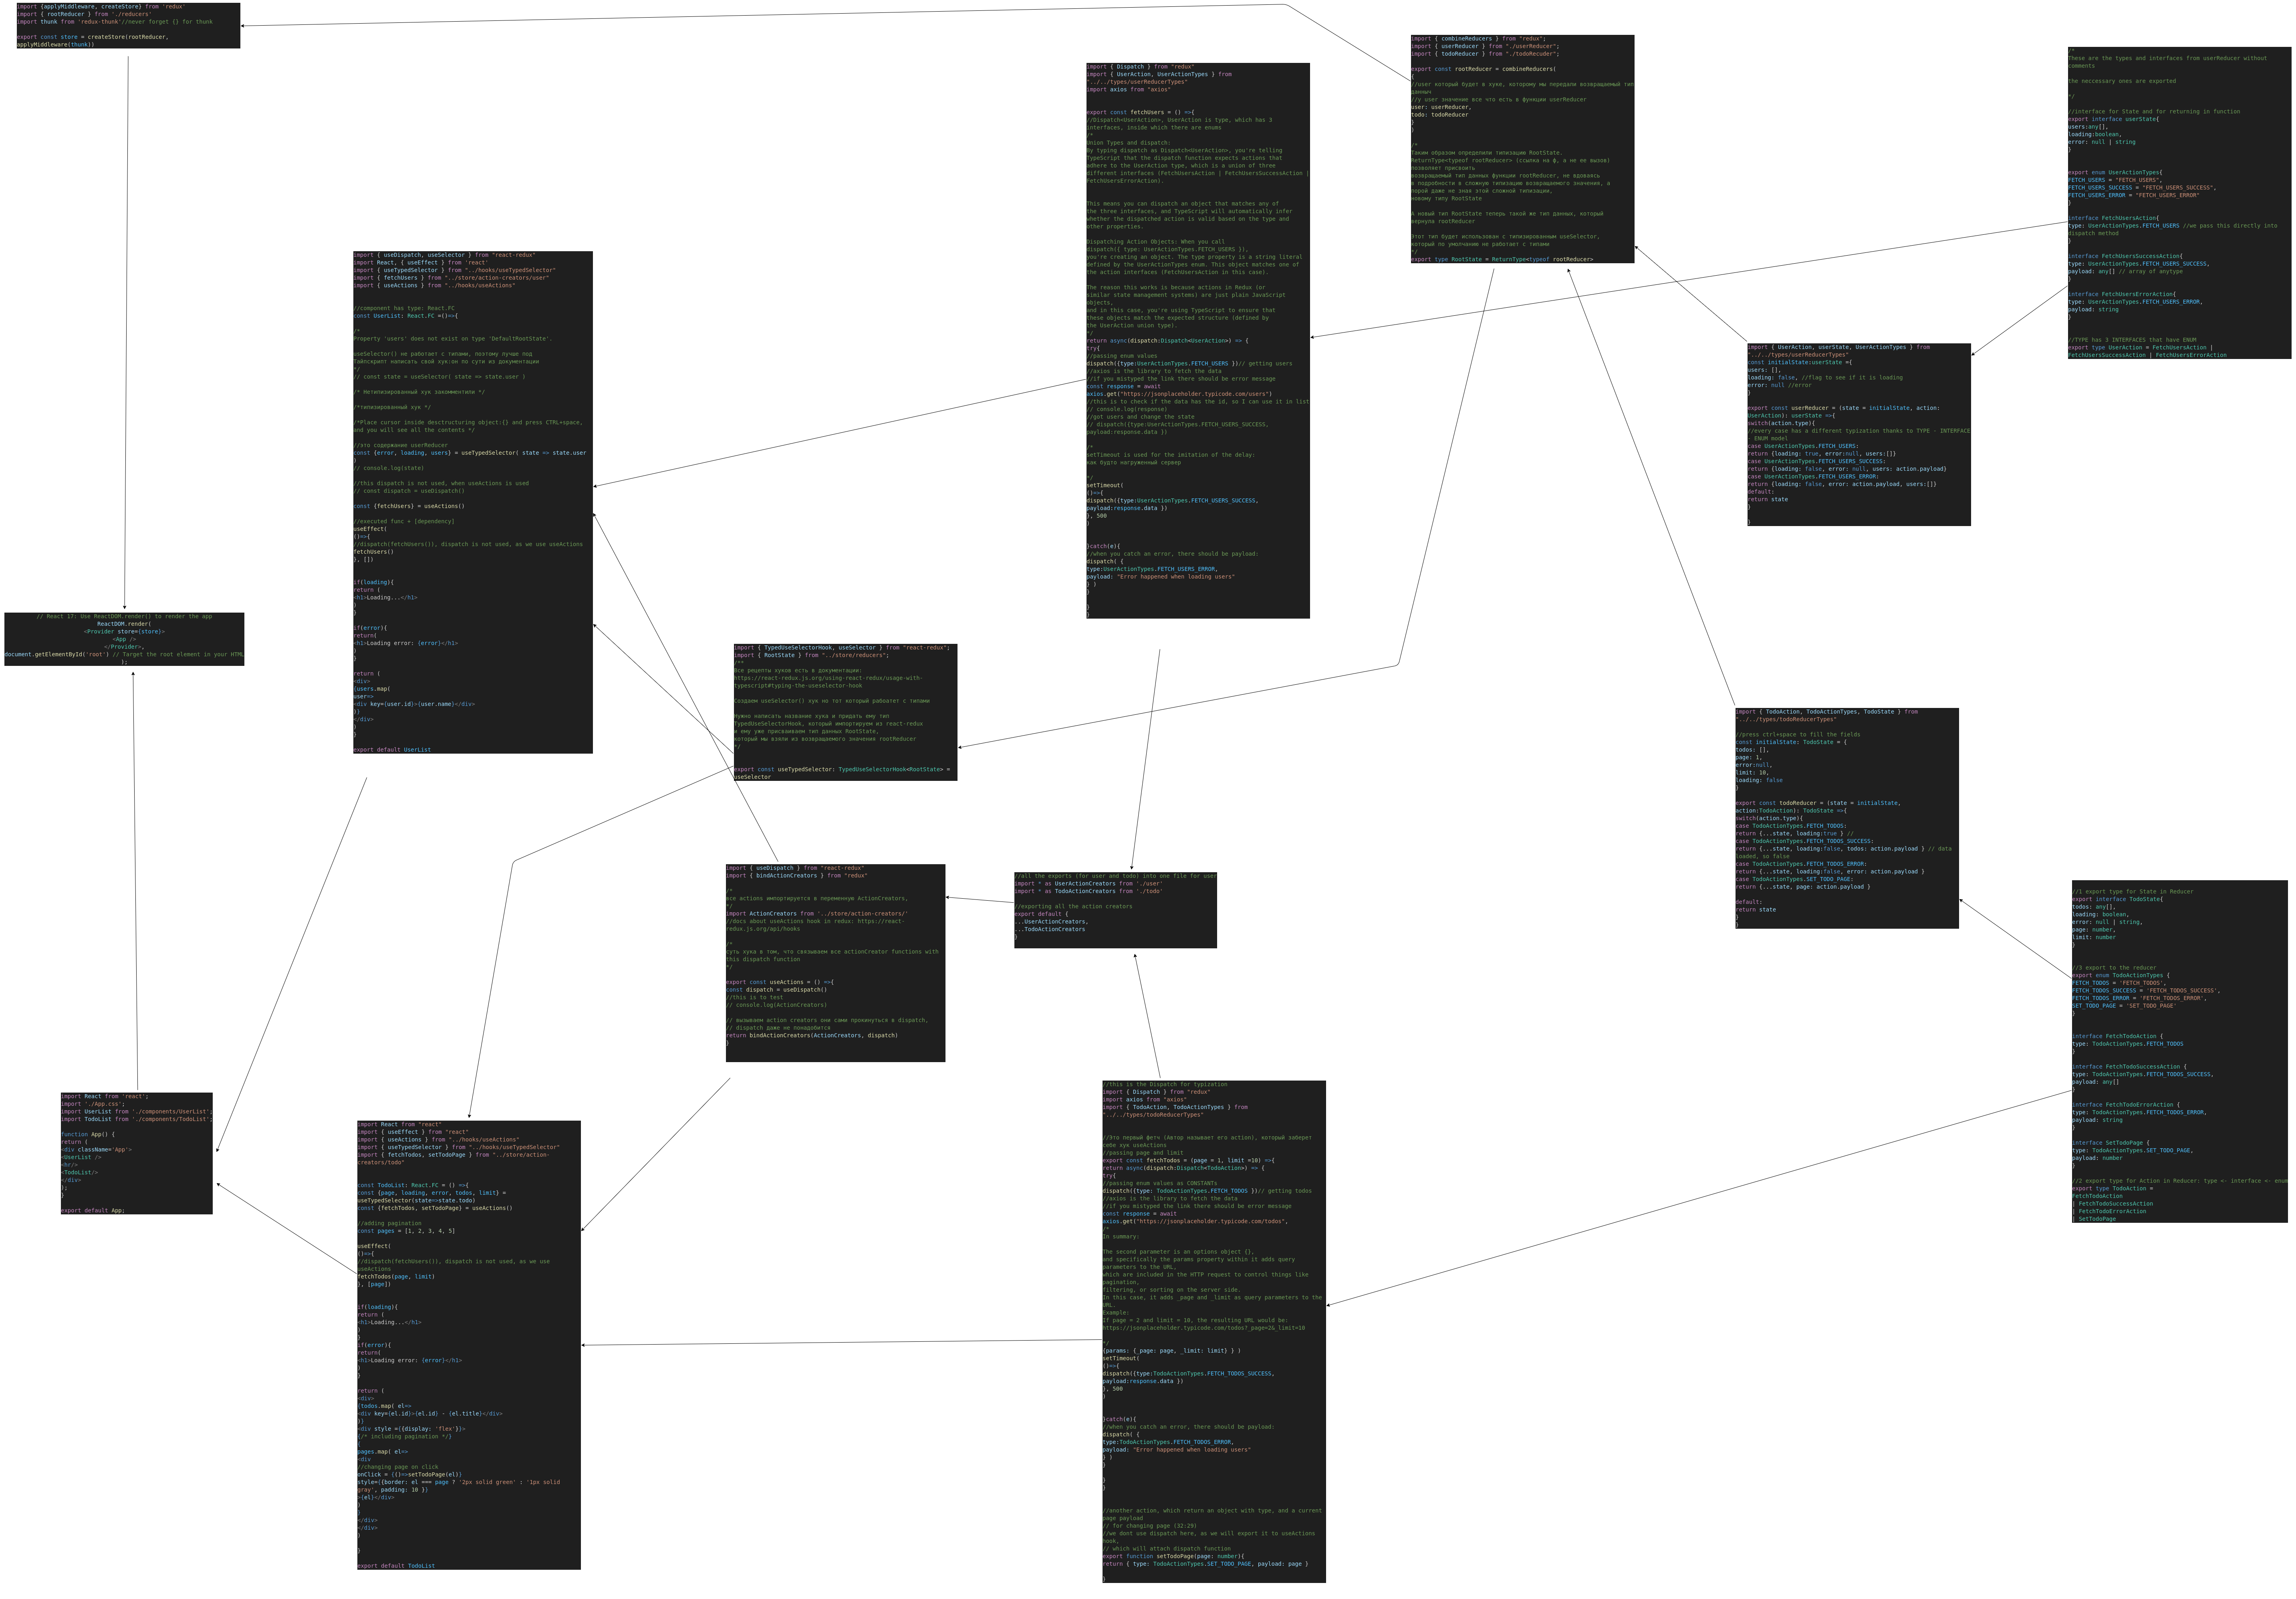 import {applyMiddleware, createStore} from 'redux'
import { rootReducer } from './reducers'
import thunk from 'redux-thunk'//never forget {} for thunk
export const store = createStore(rootReducer,
applyMiddleware(thunk))
import { combineReducers } from "redux";
import { userReducer } from "./userReducer";
import { todoReducer } from "./todoRecuder";
export const rootReducer = combineReducers(
{
//user который будет в хуке, которому мы передали возвращаемый тип
данных
//у user значение все что есть в функции userReducer
user: userReducer,
todo: todoReducer
}
)
/*
Таким образом определили типизацию RootState.
ReturnType<typeof rootReducer> (ссылка на ф, а не ее вызов)
позволяет присвоить
возвращаемый тип данных функции rootReducer, не вдоваясь
в подробности в сложную типизацию возвращаемого значения, а
порой даже не зная этой сложной типизации,
новому типу RootState
А новый тип RootState теперь такой же тип данных, который
вернула rootReducer
Этот тип будет использован с типизированным useSelector,
который по умолчанию не работает с типами
*/
export type RootState = ReturnType<typeof rootReducer>
/*
These are the types and interfaces from userReducer without
comments
the neccessary ones are exported
*/
//interface for State and for returning in function
export interface userState{
users:any[],
loading:boolean,
error: null | string
}
export enum UserActionTypes{
FETCH_USERS = "FETCH_USERS",
FETCH_USERS_SUCCESS = "FETCH_USERS_SUCCESS",
FETCH_USERS_ERROR = "FETCH_USERS_ERROR"
}
interface FetchUsersAction{
type: UserActionTypes.FETCH_USERS //we pass this directly into
dispatch method
}
interface FetchUsersSuccessAction{
type: UserActionTypes.FETCH_USERS_SUCCESS,
payload: any[] // array of anytype
}
interface FetchUsersErrorAction{
type: UserActionTypes.FETCH_USERS_ERROR,
payload: string
}
//TYPE has 3 INTERFACES that have ENUM
export type UserAction = FetchUsersAction |
FetchUsersSuccessAction | FetchUsersErrorAction
import { Dispatch } from "redux"
import { UserAction, UserActionTypes } from
"../../types/userReducerTypes"
import axios from "axios"
export const fetchUsers = () =>{
//Dispatch<UserAction>, UserAction is type, which has 3
interfaces, inside which there are enums
/*
Union Types and dispatch:
By typing dispatch as Dispatch<UserAction>, you're telling
TypeScript that the dispatch function expects actions that
adhere to the UserAction type, which is a union of three
different interfaces (FetchUsersAction | FetchUsersSuccessAction |
FetchUsersErrorAction).
This means you can dispatch an object that matches any of
the three interfaces, and TypeScript will automatically infer
whether the dispatched action is valid based on the type and
other properties.
Dispatching Action Objects: When you call
dispatch({ type: UserActionTypes.FETCH_USERS }),
you're creating an object. The type property is a string literal
defined by the UserActionTypes enum. This object matches one of
the action interfaces (FetchUsersAction in this case).
The reason this works is because actions in Redux (or
similar state management systems) are just plain JavaScript
objects,
and in this case, you're using TypeScript to ensure that
these objects match the expected structure (defined by
the UserAction union type).
*/
return async(dispatch:Dispatch<UserAction>) => {
try{
//passing enum values
dispatch({type:UserActionTypes.FETCH_USERS })// getting users
//axios is the library to fetch the data
//if you mistyped the link there should be error message
const response = await
axios.get("https://jsonplaceholder.typicode.com/users")
//this is to check if the data has the id, so I can use it in list
// console.log(response)
//got users and change the state
// dispatch({type:UserActionTypes.FETCH_USERS_SUCCESS,
payload:response.data })
/*
setTimeout is used for the imitation of the delay:
как будто нагруженный сервер
*/
setTimeout(
()=>{
dispatch({type:UserActionTypes.FETCH_USERS_SUCCESS,
payload:response.data })
}, 500
)
}catch(e){
//when you catch an error, there should be payload:
dispatch( {
type:UserActionTypes.FETCH_USERS_ERROR,
payload: "Error happened when loading users"
} )
}
}
}
import { useDispatch, useSelector } from "react-redux"
import React, { useEffect } from 'react'
import { useTypedSelector } from "../hooks/useTypedSelector"
import { fetchUsers } from "../store/action-creators/user"
import { useActions } from "../hooks/useActions"
//component has type: React.FC
const UserList: React.FC =()=>{
/*
Property 'users' does not exist on type 'DefaultRootState'.
useSelector() не работает с типами, поэтому лучше под
Тайпскрипт написать свой хук:он по сути из документации
*/
// const state = useSelector( state => state.user )
/* Нетипизированный хук закомментили */
/*типизированный хук */
/*Place cursor inside desctructuring object:{} and press CTRL+space,
and you will see all the contents */
//это содержание userReducer
const {error, loading, users} = useTypedSelector( state => state.user
)
// console.log(state)
//this dispatch is not used, when useActions is used
// const dispatch = useDispatch()
const {fetchUsers} = useActions()
//executed func + [dependency]
useEffect(
()=>{
//dispatch(fetchUsers()), dispatch is not used, as we use useActions
fetchUsers()
}, [])
if(loading){
return (
<h1>Loading...</h1>
)
}
if(error){
return(
<h1>Loading error: {error}</h1>
)
}
return (
<div>
{users.map(
user=>
<div key={user.id}>{user.name}</div>
)}
</div>
)
}
export default UserList
import { UserAction, userState, UserActionTypes } from
"../../types/userReducerTypes"
const initialState:userState ={
users: [],
loading: false, //flag to see if it is loading
error: null //error
}
export const userReducer = (state = initialState, action:
UserAction): userState =>{
switch(action.type){
//every case has a different typization thanks to TYPE - INTERFACE
- ENUM model
case UserActionTypes.FETCH_USERS:
return {loading: true, error:null, users:[]}
case UserActionTypes.FETCH_USERS_SUCCESS:
return {loading: false, error: null, users: action.payload}
case UserActionTypes.FETCH_USERS_ERROR:
return {loading: false, error: action.payload, users:[]}
default:
return state
}
}
// React 17: Use ReactDOM.render() to render the app
ReactDOM.render(
<Provider store={store}>
<App />
</Provider>,
document.getElementById('root') // Target the root element in your HTML
);
import { TypedUseSelectorHook, useSelector } from "react-redux";
import { RootState } from "../store/reducers";
/**
Все рецепты хуков есть в документации:
https://react-redux.js.org/using-react-redux/usage-with-
typescript#typing-the-useselector-hook
Создаем useSelector() хук но тот который рабоатет с типами
Нужно написать название хука и придать ему тип
TypedUseSelectorHook, который импортируем из react-redux
и ему уже присваиваем тип данных RootState,
который мы взяли из возвращаемого значения rootReducer
*/
export const useTypedSelector: TypedUseSelectorHook<RootState> =
useSelector
import { TodoAction, TodoActionTypes, TodoState } from
"../../types/todoReducerTypes"
//press ctrl+space to fill the fields
const initialState: TodoState = {
todos: [],
page: 1,
error:null,
limit: 10,
loading: false
}
export const todoReducer = (state = initialState,
action:TodoAction): TodoState =>{
switch(action.type){
case TodoActionTypes.FETCH_TODOS:
return {...state, loading:true } //
case TodoActionTypes.FETCH_TODOS_SUCCESS:
return {...state, loading:false, todos: action.payload } // data
loaded, so false
case TodoActionTypes.FETCH_TODOS_ERROR:
return {...state, loading:false, error: action.payload }
case TodoActionTypes.SET_TODO_PAGE:
return {...state, page: action.payload }
default:
return state
}
}
import { useDispatch } from "react-redux"
import { bindActionCreators } from "redux"
/*
все actions импортируется в переменную ActionCreators,
*/
import ActionCreators from '../store/action-creators/'
//docs about useActions hook in redux: https://react-
redux.js.org/api/hooks
/*
суть хука в том, что связываем все actionCreator functions with
this dispatch function
*/
export const useActions = () =>{
const dispatch = useDispatch()
//this is to test
// console.log(ActionCreators)
// вызываем action creators они сами прокинуться в dispatch,
// dispatch даже не понадобится
return bindActionCreators(ActionCreators, dispatch)
}
//all the exports (for user and todo) into one file for user
import * as UserActionCreators from './user'
import * as TodoActionCreators from './todo'
//exporting all the action creators
export default {
...UserActionCreators,
...TodoActionCreators
}
//1 export type for State in Reducer
export interface TodoState{
todos: any[],
loading: boolean,
error: null | string,
page: number,
limit: number
}
//3 export to the reducer
export enum TodoActionTypes {
FETCH_TODOS = 'FETCH_TODOS',
FETCH_TODOS_SUCCESS = 'FETCH_TODOS_SUCCESS',
FETCH_TODOS_ERROR = 'FETCH_TODOS_ERROR',
SET_TODO_PAGE = 'SET_TODO_PAGE'
}
interface FetchTodoAction {
type: TodoActionTypes.FETCH_TODOS
}
interface FetchTodoSuccessAction {
type: TodoActionTypes.FETCH_TODOS_SUCCESS,
payload: any[]
}
interface FetchTodoErrorAction {
type: TodoActionTypes.FETCH_TODOS_ERROR,
payload: string
}
interface SetTodoPage {
type: TodoActionTypes.SET_TODO_PAGE,
payload: number
}
//2 export type for Action in Reducer: type <- interface <- enum
export type TodoAction =
FetchTodoAction
| FetchTodoSuccessAction
| FetchTodoErrorAction
| SetTodoPage
import React from 'react';
import './App.css';
import UserList from './components/UserList';
import TodoList from './components/TodoList';
function App() {
return (
<div className='App'>
<UserList />
<hr/>
<TodoList/>
</div>
);
}
export default App;
import React from "react"
import { useEffect } from "react"
import { useActions } from "../hooks/useActions"
import { useTypedSelector } from "../hooks/useTypedSelector"
import { fetchTodos, setTodoPage } from "../store/action-
creators/todo"
const TodoList: React.FC = () =>{
const {page, loading, error, todos, limit} =
useTypedSelector(state=>state.todo)
const {fetchTodos, setTodoPage} = useActions()
//adding pagination
const pages = [1, 2, 3, 4, 5]
useEffect(
()=>{
//dispatch(fetchUsers()), dispatch is not used, as we use
useActions
fetchTodos(page, limit)
}, [page])
if(loading){
return (
<h1>Loading...</h1>
)
}
if(error){
return(
<h1>Loading error: {error}</h1>
)
}
return (
<div>
{todos.map( el=>
<div key={el.id}>{el.id} - {el.title}</div>
)}
<div style ={{display: 'flex'}}>
{/* including pagination */}
{
pages.map( el=>
<div
//changing page on click
onClick = {()=>setTodoPage(el)}
style={{border: el === page ? '2px solid green' : '1px solid
gray', padding: 10 }}
>{el}</div>
)
}
</div>
</div>
)
}
export default TodoList
//this is the Dispatch for typization
import { Dispatch } from "redux"
import axios from "axios"
import { TodoAction, TodoActionTypes } from
"../../types/todoReducerTypes"
//Это первый фетч (Автор называет его action), который заберет
себе хук useActions
//passing page and limit
export const fetchTodos = (page = 1, limit =10) =>{
return async(dispatch:Dispatch<TodoAction>) => {
try{
//passing enum values as CONSTANTs
dispatch({type: TodoActionTypes.FETCH_TODOS })// getting todos
//axios is the library to fetch the data
//if you mistyped the link there should be error message
const response = await
axios.get("https://jsonplaceholder.typicode.com/todos",
/*
In summary:
The second parameter is an options object {},
and specifically the params property within it adds query
parameters to the URL,
which are included in the HTTP request to control things like
pagination,
filtering, or sorting on the server side.
In this case, it adds _page and _limit as query parameters to the
URL.
Example:
If page = 2 and limit = 10, the resulting URL would be:
https://jsonplaceholder.typicode.com/todos?_page=2&_limit=10
*/
{params: {_page: page, _limit: limit} } )
setTimeout(
()=>{
dispatch({type:TodoActionTypes.FETCH_TODOS_SUCCESS,
payload:response.data })
}, 500
)
}catch(e){
//when you catch an error, there should be payload:
dispatch( {
type:TodoActionTypes.FETCH_TODOS_ERROR,
payload: "Error happened when loading users"
} )
}
}
}
//another action, which return an object with type, and a current
page payload
// for changing page (32:29)
//we dont use dispatch here, as we will export it to useActions
hook,
// which will attach dispatch function
export function setTodoPage(page: number){
return { type: TodoActionTypes.SET_TODO_PAGE, payload: page }
}